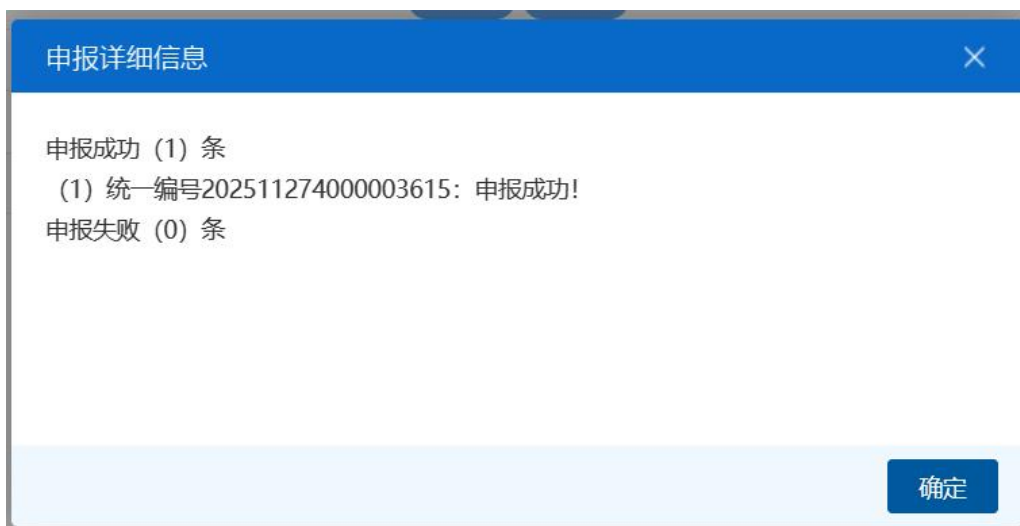 申报详细信息
申报成功（1）条
（1）统一编号202511274000003615：申报成功！
申报失败（0）条
确定